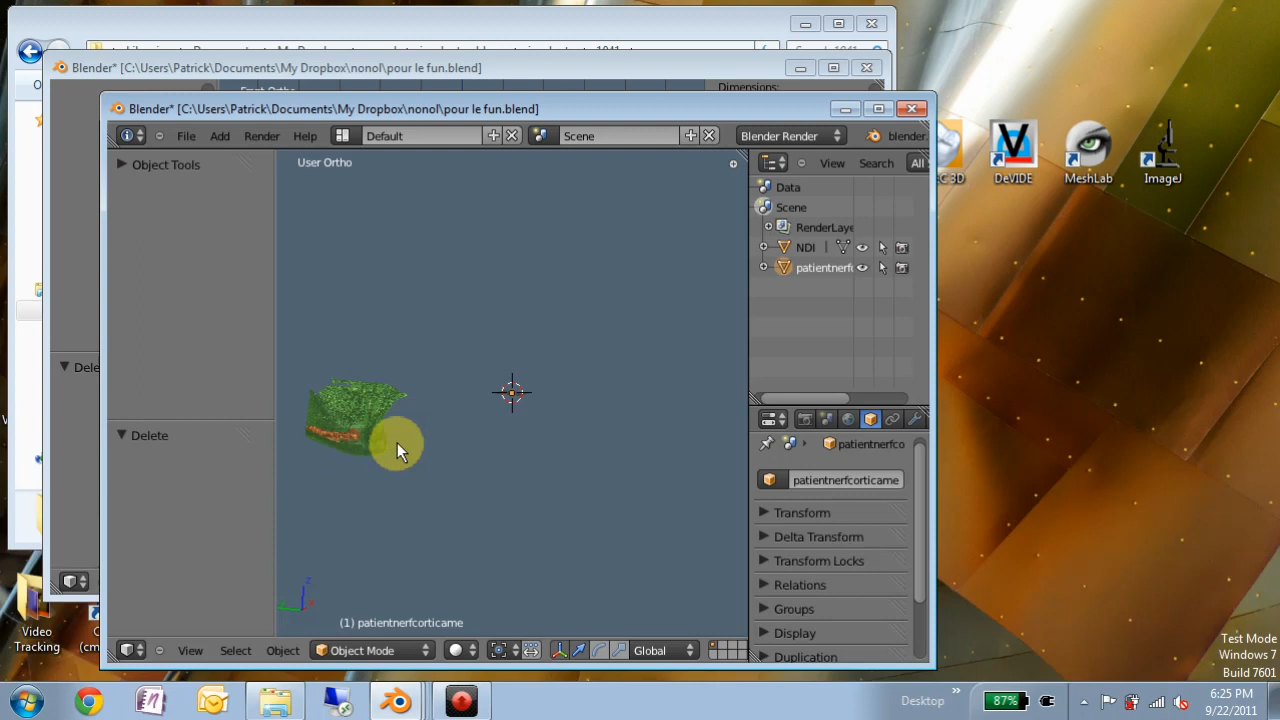 Blender* [C:\Users\Patrick\Documents\My Dropbox\nonol\pour le fun.blend]
Dimensions:
Blender* [C:\Users\Patrick\Documents\My Dropbox\nonol\pour le fun.blend]
File Add Render Help Default Scene Blender Render blender.
Object Tools
User Ortho
View Search All
Data
Scene
RenderLaye
NDI
patientnerfc
3D DeVIDE MeshLab ImageJ
Dele
Delete
patientnerfco
patientnerfcorticame
Transform
Delta Transform
Transform Locks
Relations
Groups
Display
Duplication
z
(1) patientnerfcorticame
View Select Object Object Mode Global
Video
Tracking
(cm
Test Mode
Windows 7
Build 7601
Desktop
87%
6:25 PM
9/22/2011